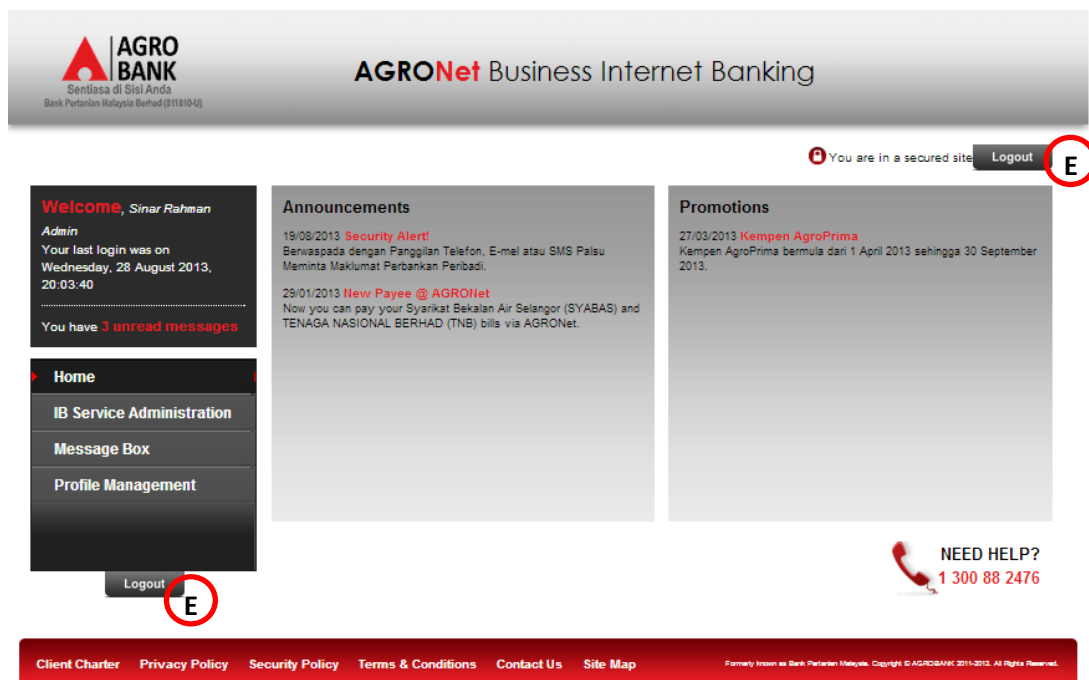 AGRO
BANK
Sentiasa di Sisi Anda
Bank Pertanian Malaysia Berhad (811810-U)
AGRONet Business Internet Banking
You are in a secured site
Logout
E
Welcome, Sinar Rahman
Admin
Your last login was on
Wednesday, 28 August 2013,
20:03:40
You have 3 unread messages
Home
IB Service Administration
Message Box
Profile Management
Logout
E
Announcements
19/08/2013 Security Alert!
Berwaspada dengan Panggilan Telefon, E-mel atau SMS Palsu
Meminta Maklumat Perbankan Peribadi.
29/01/2013 New Payee @ AGRONet
Now you can pay your Syarikat Bekalan Air Selangor (SYABAS) and
TENAGA NASIONAL BERHAD (TNB) bills via AGRONet.
Promotions
27/03/2013 Kempen AgroPrima
Kempen AgroPrima bermula dari 1 April 2013 sehingga 30 September
2013.
NEED HELP?
1 300 88 2476
Client Charter Privacy Policy Security Policy Terms & Conditions Contact Us Site Map
Formerly known as Bank Pertanian Malaysia. Copyright © AGROBANK 2011-2012. All Rights Reserved.